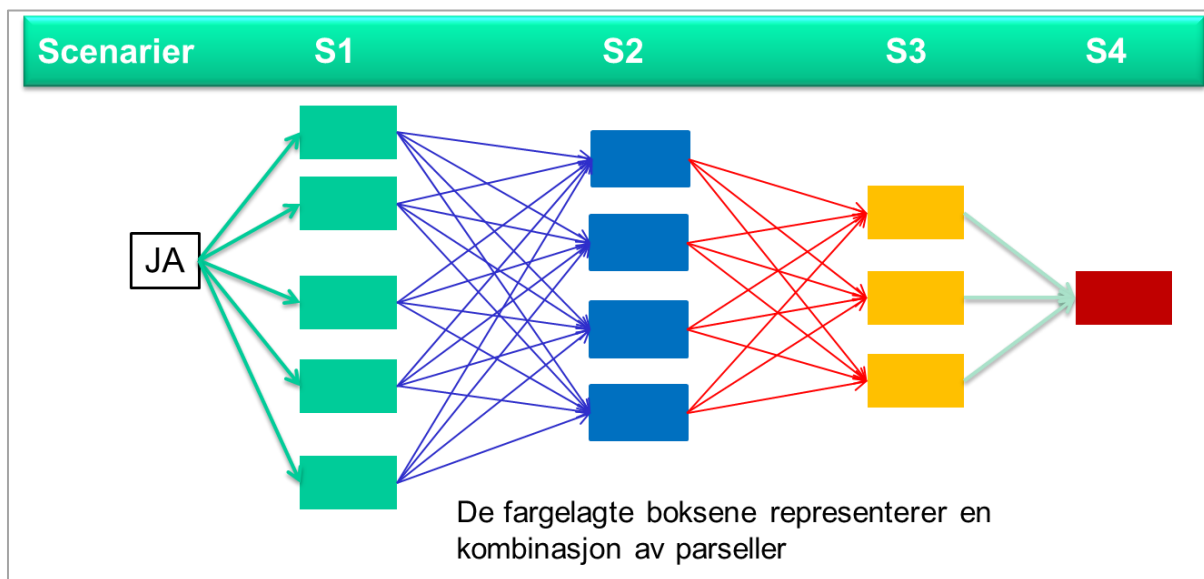 Scenarier S1 S2 S3 S4
JA
De fargelagte boksene representerer en
kombinasjon av parseller